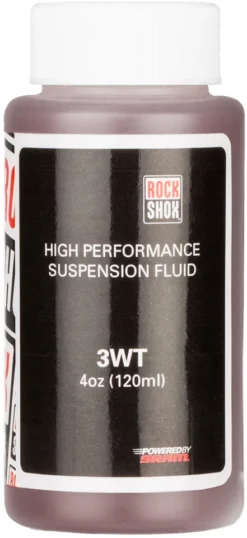 ROCK
SHOX
HIGH PERFORMANCE
SUSPENSION FLUID
3WT
4oz (120ml)
POWERED BY
SRAM